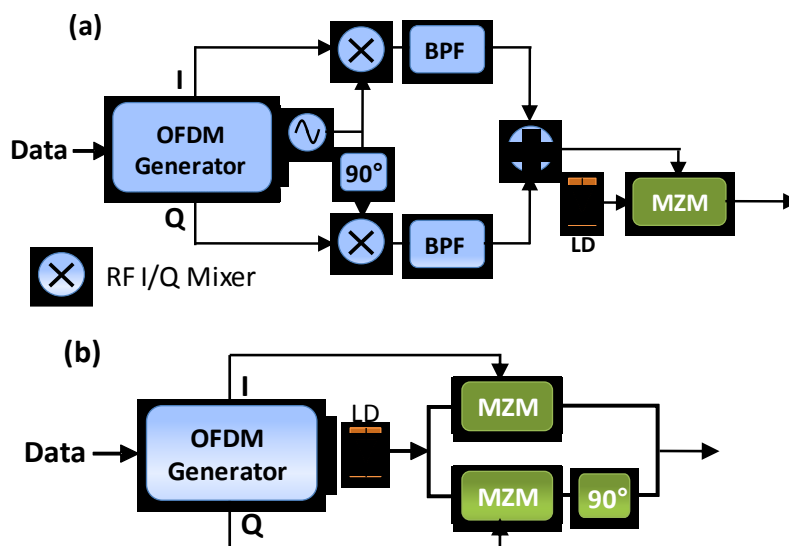 (a)
I
BPF
Data
OFDM
Generator
90°
Q
BPF
MZM
LD
RF I/Q Mixer
(b)
I
LD
MZM
Data
OFDM
Generator
MZM
90°
Q